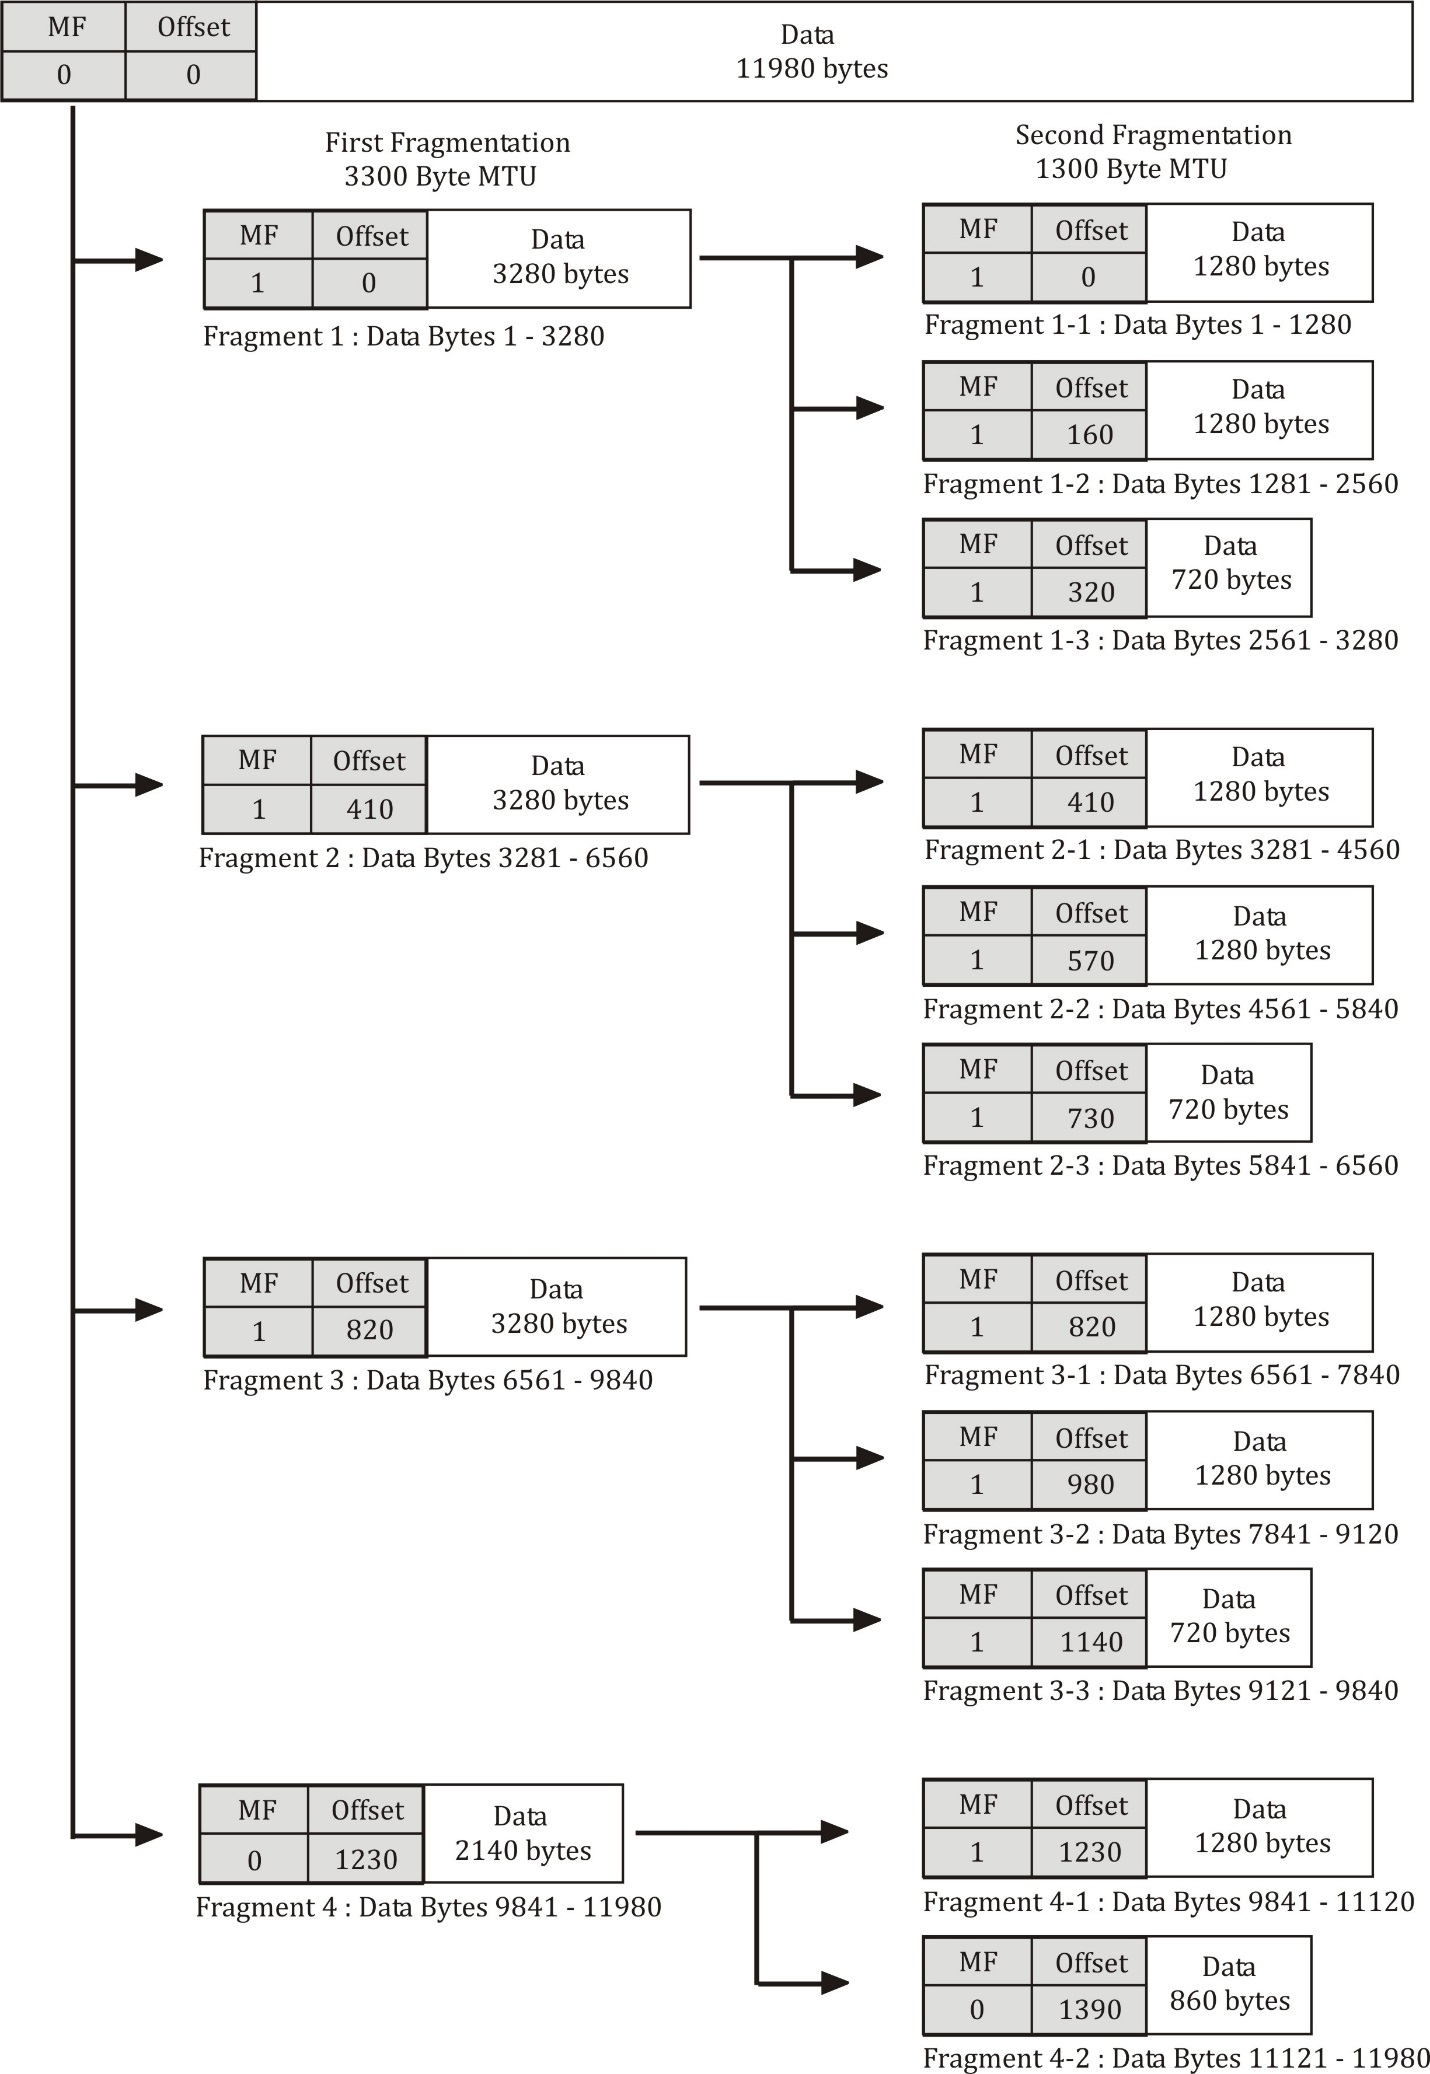 MF Offset Data
0 0 11980 bytes
First Fragmentation
3300 Byte MTU
Second Fragmentation
1300 Byte MTU
MF Offset Data
1 0 3280 bytes
Fragment 1 : Data Bytes 1 - 3280
MF Offset Data
1 0 1280 bytes
Fragment 1-1 : Data Bytes 1 - 1280
MF Offset Data
1 160 1280 bytes
Fragment 1-2 : Data Bytes 1281 - 2560
MF Offset Data
1 320 720 bytes
Fragment 1-3 : Data Bytes 2561 - 3280
MF Offset Data
1 410 3280 bytes
Fragment 2 : Data Bytes 3281 - 6560
MF Offset Data
1 410 1280 bytes
Fragment 2-1 : Data Bytes 3281 - 4560
MF Offset Data
1 570 1280 bytes
Fragment 2-2 : Data Bytes 4561 - 5840
MF Offset Data
1 730 720 bytes
Fragment 2-3 : Data Bytes 5841 - 6560
MF Offset Data
1 820 3280 bytes
Fragment 3 : Data Bytes 6561 - 9840
MF Offset Data
1 820 1280 bytes
Fragment 3-1 : Data Bytes 6561 - 7840
MF Offset Data
1 980 1280 bytes
Fragment 3-2 : Data Bytes 7841 - 9120
MF Offset Data
1 1140 720 bytes
Fragment 3-3 : Data Bytes 9121 - 9840
MF Offset Data
0 1230 2140 bytes
Fragment 4 : Data Bytes 9841 - 11980
MF Offset Data
1 1230 1280 bytes
Fragment 4-1 : Data Bytes 9841 - 11120
MF Offset Data
0 1390 860 bytes
Fragment 4-2 : Data Bytes 11121 - 11980